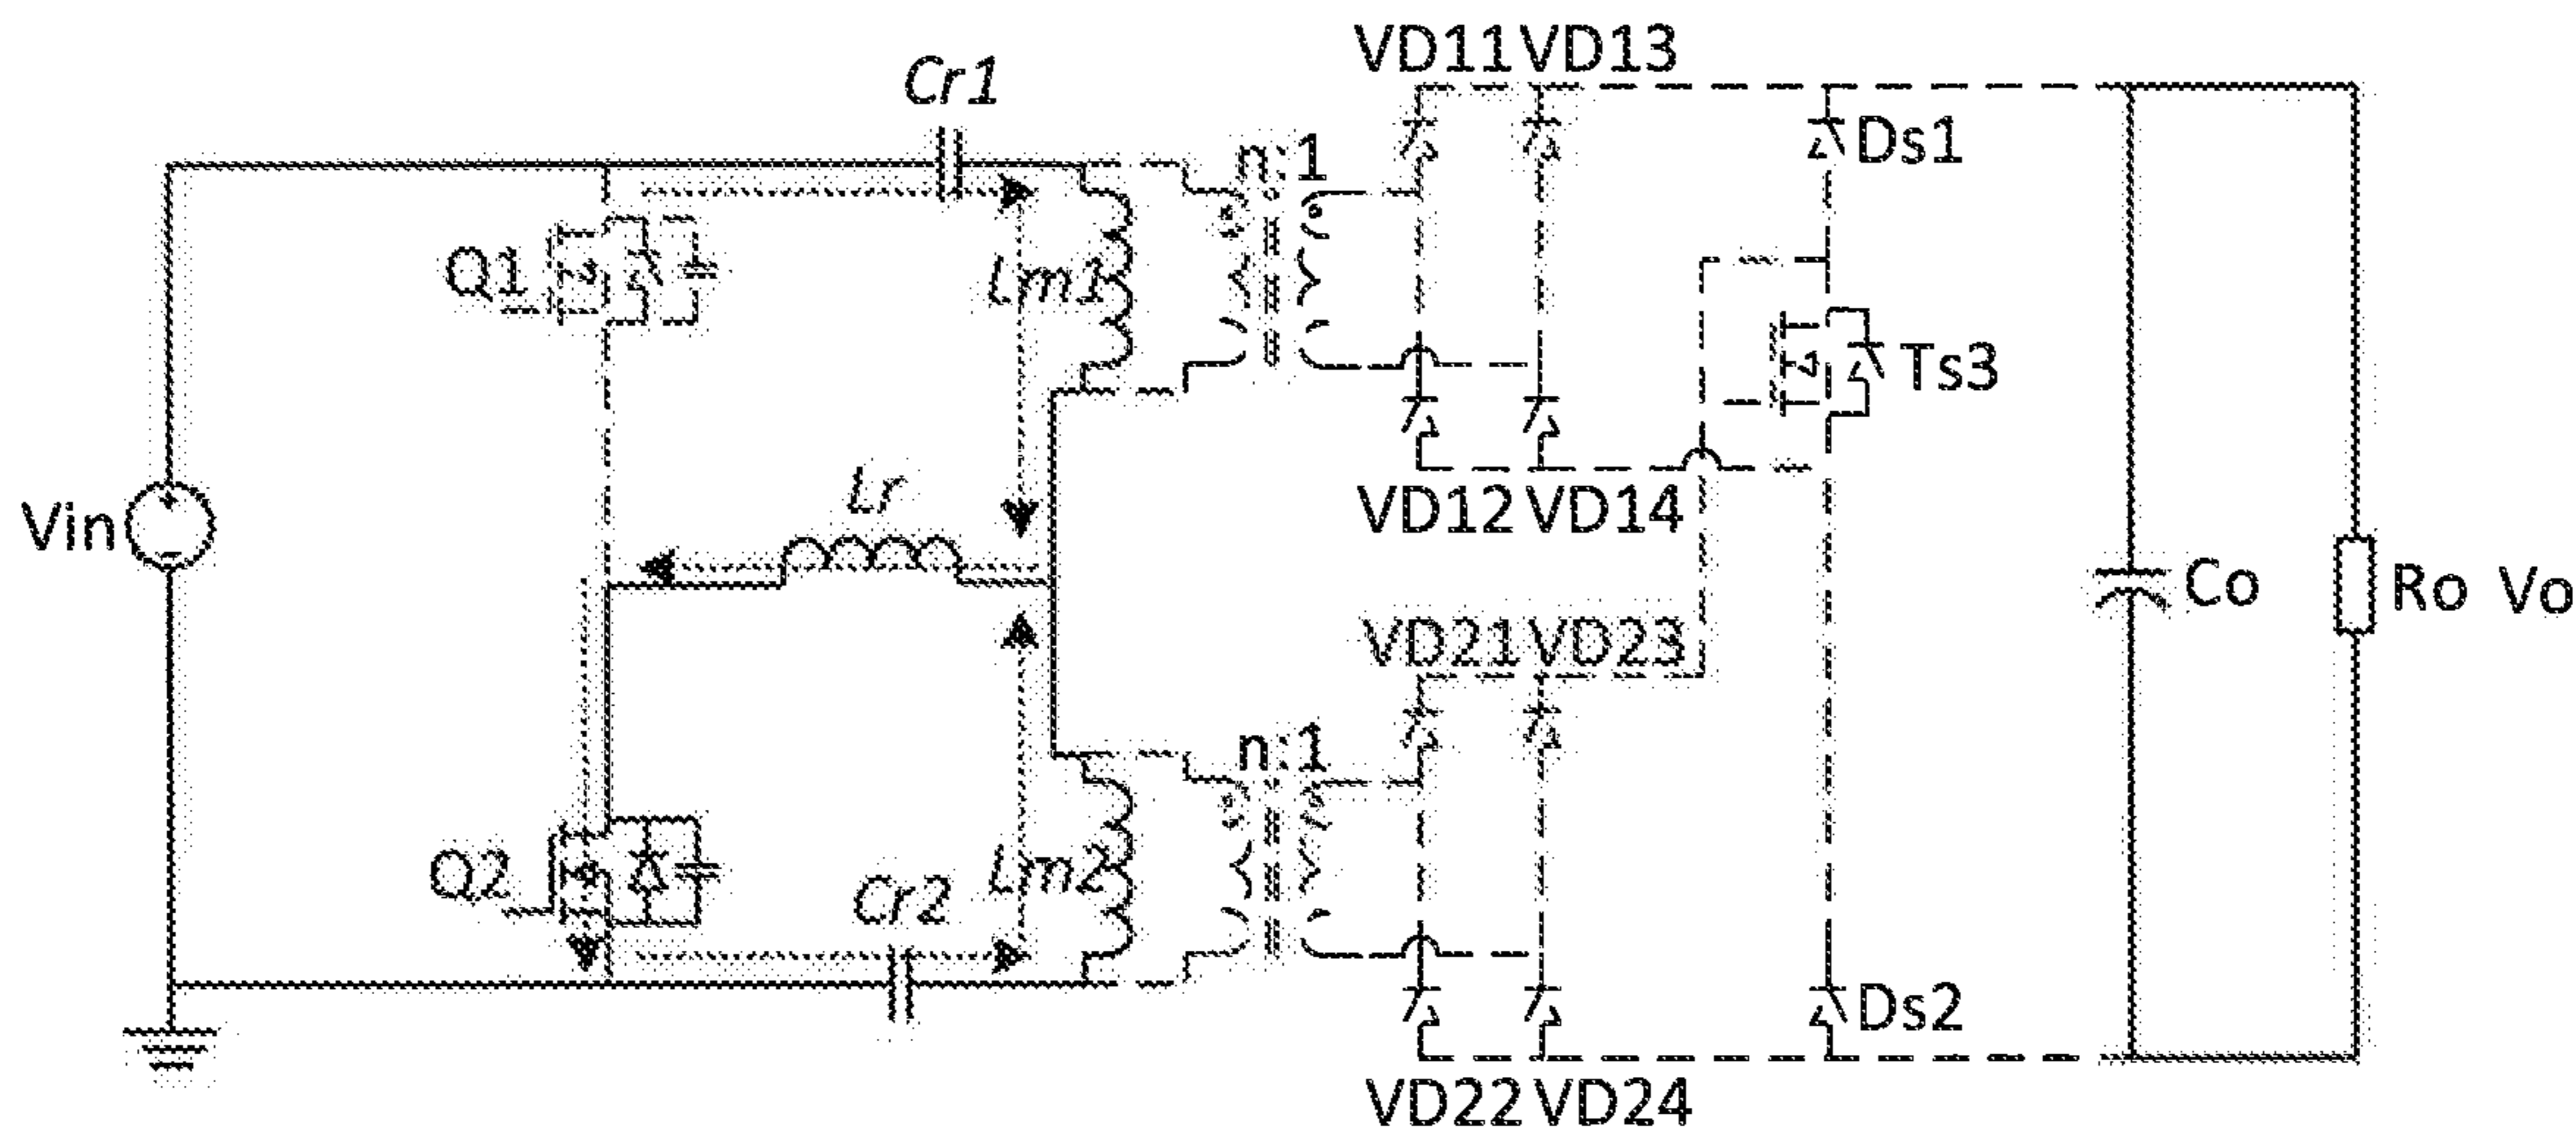 VD11 VD13
Cr1
n:1
Ds1
Q1
Lm1
Ts3
Lr
Vin
VD12 VD14
Co
Ro Vo
VD21 VD23
n:1
Q2
Lm2
Cr2
Ds2
VD22 VD24